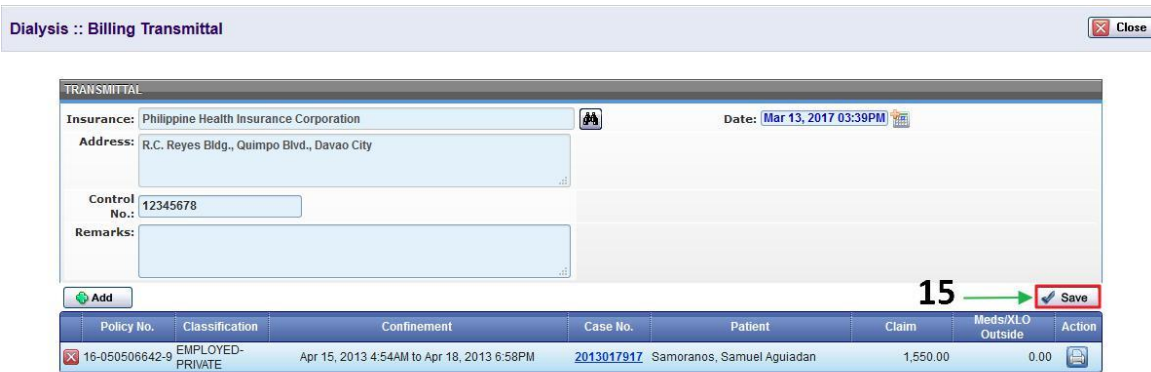 Dialysis :: Billing Transmittal
Close
TRANSMITTAL
Insurance: Philippine Health Insurance Corporation
Date: Mar 13, 2017 03:39PM
Address: R.C. Reyes Bldg., Quimpo Blvd., Davao City
Control
No.: 12345678
Remarks:
Add
15
Save
Policy No. Classification Confinement Case No. Patient Claim Meds/XLO Outside Action
16-050506642-9 EMPLOYED-PRIVATE Apr 15, 2013 4:54AM to Apr 18, 2013 6:58PM 2013017917 Samoranos, Samuel Aguiadan 1,550.00 0.00